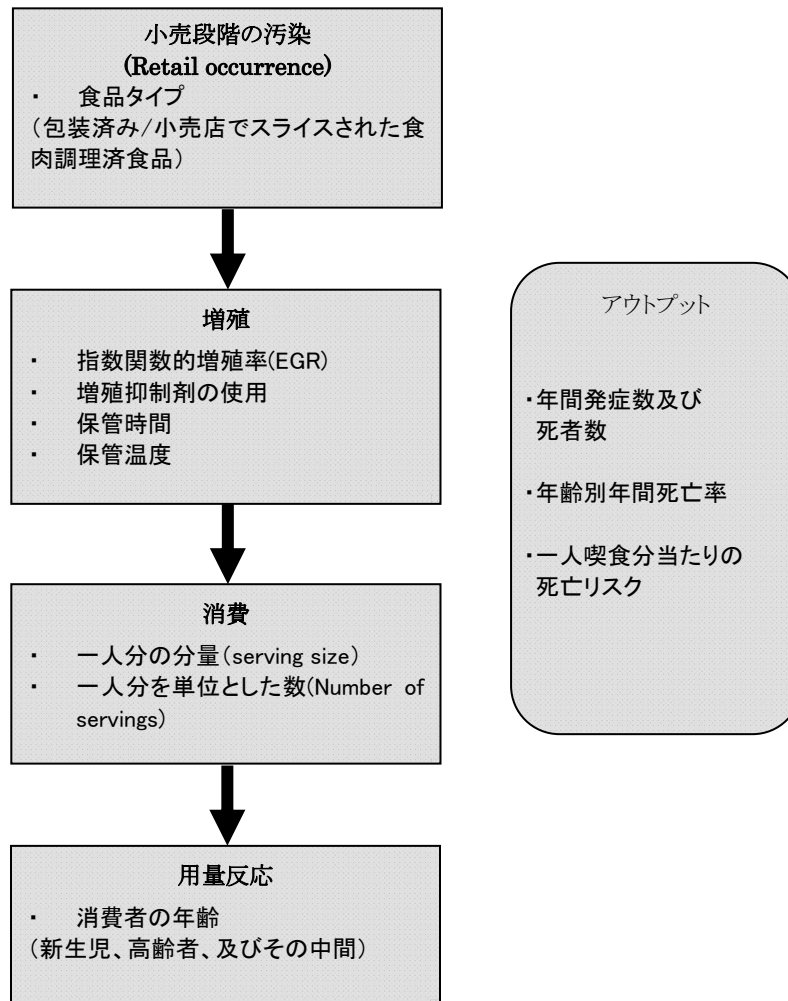 小売段階の汚染
(Retail occurrence)
・ 食品タイプ
（包装済み/小売店でスライスされた食
肉調理済食品）
増殖
・ 指数関数的増殖率(EGR)
・ 増殖抑制剤の使用
・ 保管時間
・ 保管温度
消費
・ 一人分の分量（serving size）
・ 一人分を単位とした数(Number of
servings)
用量反応
・ 消費者の年齢
（新生児、高齢者、及びその中間）
アウトプット
・年間発症数及び
死者数
・年齢別年間死亡率
・一人喫食分当たりの
死亡リスク